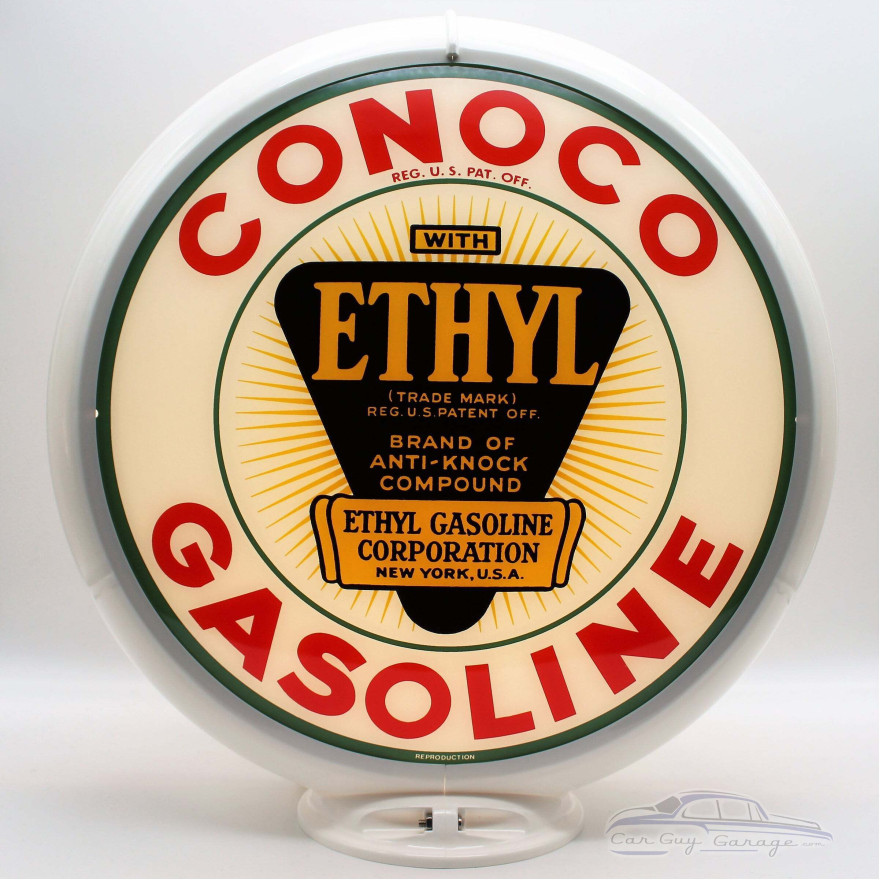 CONOCO
REG. U. S. PAT. OFF.
WITH
ETHYL
(TRADE MARK)
REG. U.S. PATENT OFF.
BRAND OF
ANTI-KNOCK
COMPOUND
ETHYL GASOLINE
CORPORATION
NEW YORK, U.S.A.
GASOLINE
REPRODUCTION
Car Guy Garage.com